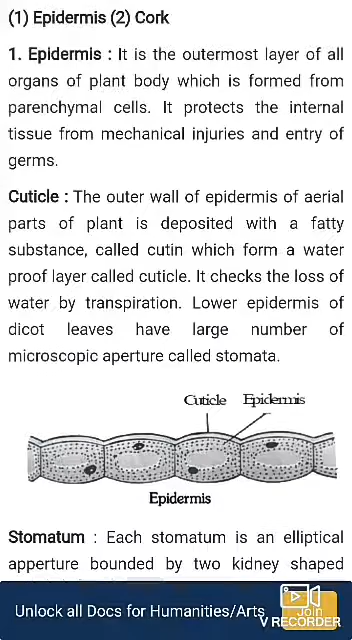 (1) Epidermis (2) Cork
1. Epidermis : It is the outermost layer of all
organs of plant body which is formed from
parenchymal cells. It protects the internal
tissue from mechanical injuries and entry of
germs.
Cuticle : The outer wall of epidermis of aerial
parts of plant is deposited with a fatty
substance, called cutin which form a water
proof layer called cuticle. It checks the loss of
water by transpiration. Lower epidermis of
dicot leaves have large number of
microscopic aperture called stomata.
Cuticle Epidermis
Epidermis
Stomatum : Each stomatum is an elliptical
apperture bounded by two kidney shaped
Unlock all Docs for Humanities/Arts
Join
V RECORDER